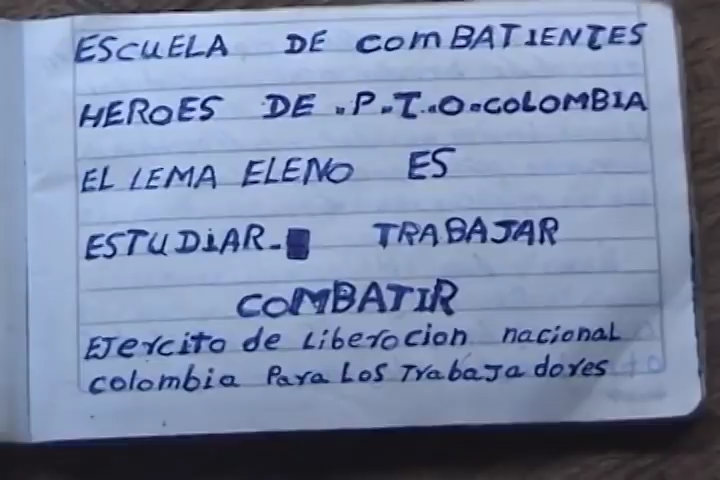 ESCUELA DE COMBATIENTES
HEROES DE .P.T..O.COLOMBIA
EL LEMA ELENO ES
ESTUDIAR- TRABAJAR
COMBATIR
EJercito de Liberocion nacional
colombia Para Los TrabaJadores